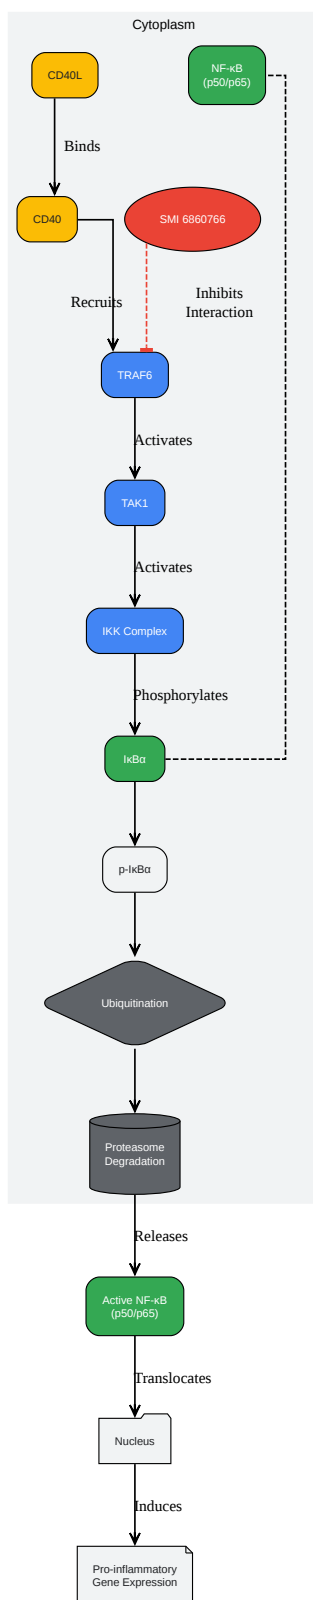 Cytoplasm
CD40L
NF-κB
(p50/p65)
Binds
CD40
SMI 6860766
Recruits
Inhibits
Interaction
TRAF6
Activates
TAK1
Activates
IKK Complex
Phosphorylates
IκBα
p-IκBα
Ubiquitination
Proteasome
Degradation
Releases
Active NF-κB
(p50/p65)
Translocates
Nucleus
Induces
Pro-inflammatory
Gene Expression